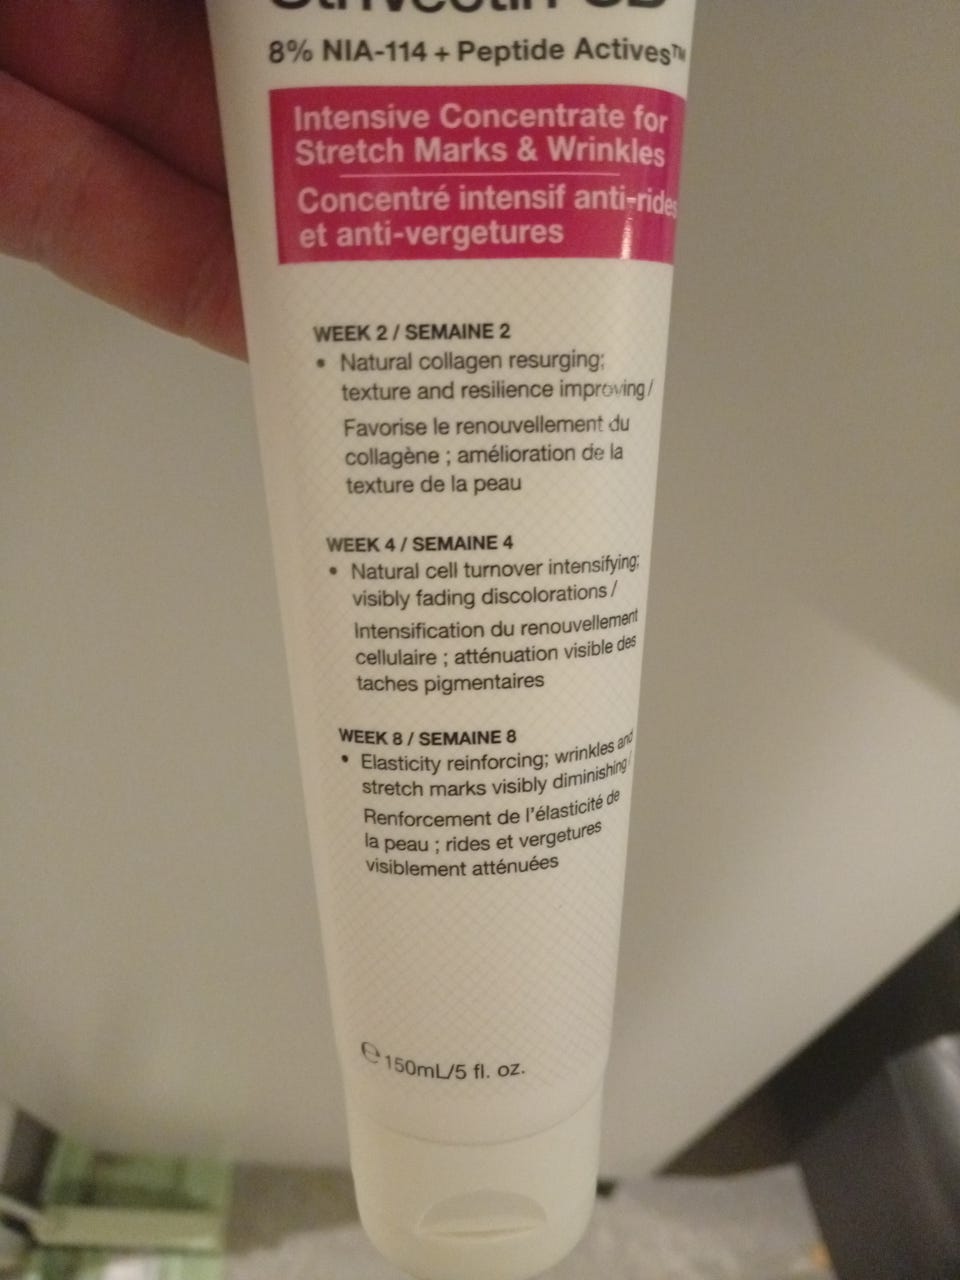 8% NIA-114 + Peptide Actives™
Intensive Concentrate for
Stretch Marks & Wrinkles
Concentré intensif anti-rides
et anti-vergetures
WEEK 2 / SEMAINE 2
• Natural collagen resurging;
texture and resilience improving /
Favorise le renouvellement du
collagène ; amélioration de la
texture de la peau
WEEK 4 / SEMAINE 4
• Natural cell turnover intensifying;
visibly fading discolorations /
Intensification du renouvellement
cellulaire ; atténuation visible des
taches pigmentaires
WEEK 8 / SEMAINE 8
• Elasticity reinforcing; wrinkles and
stretch marks visibly diminishing /
Renforcement de l'élasticité de
la peau ; rides et vergetures
visiblement atténuées
℮ 150mL/5 fl. oz.